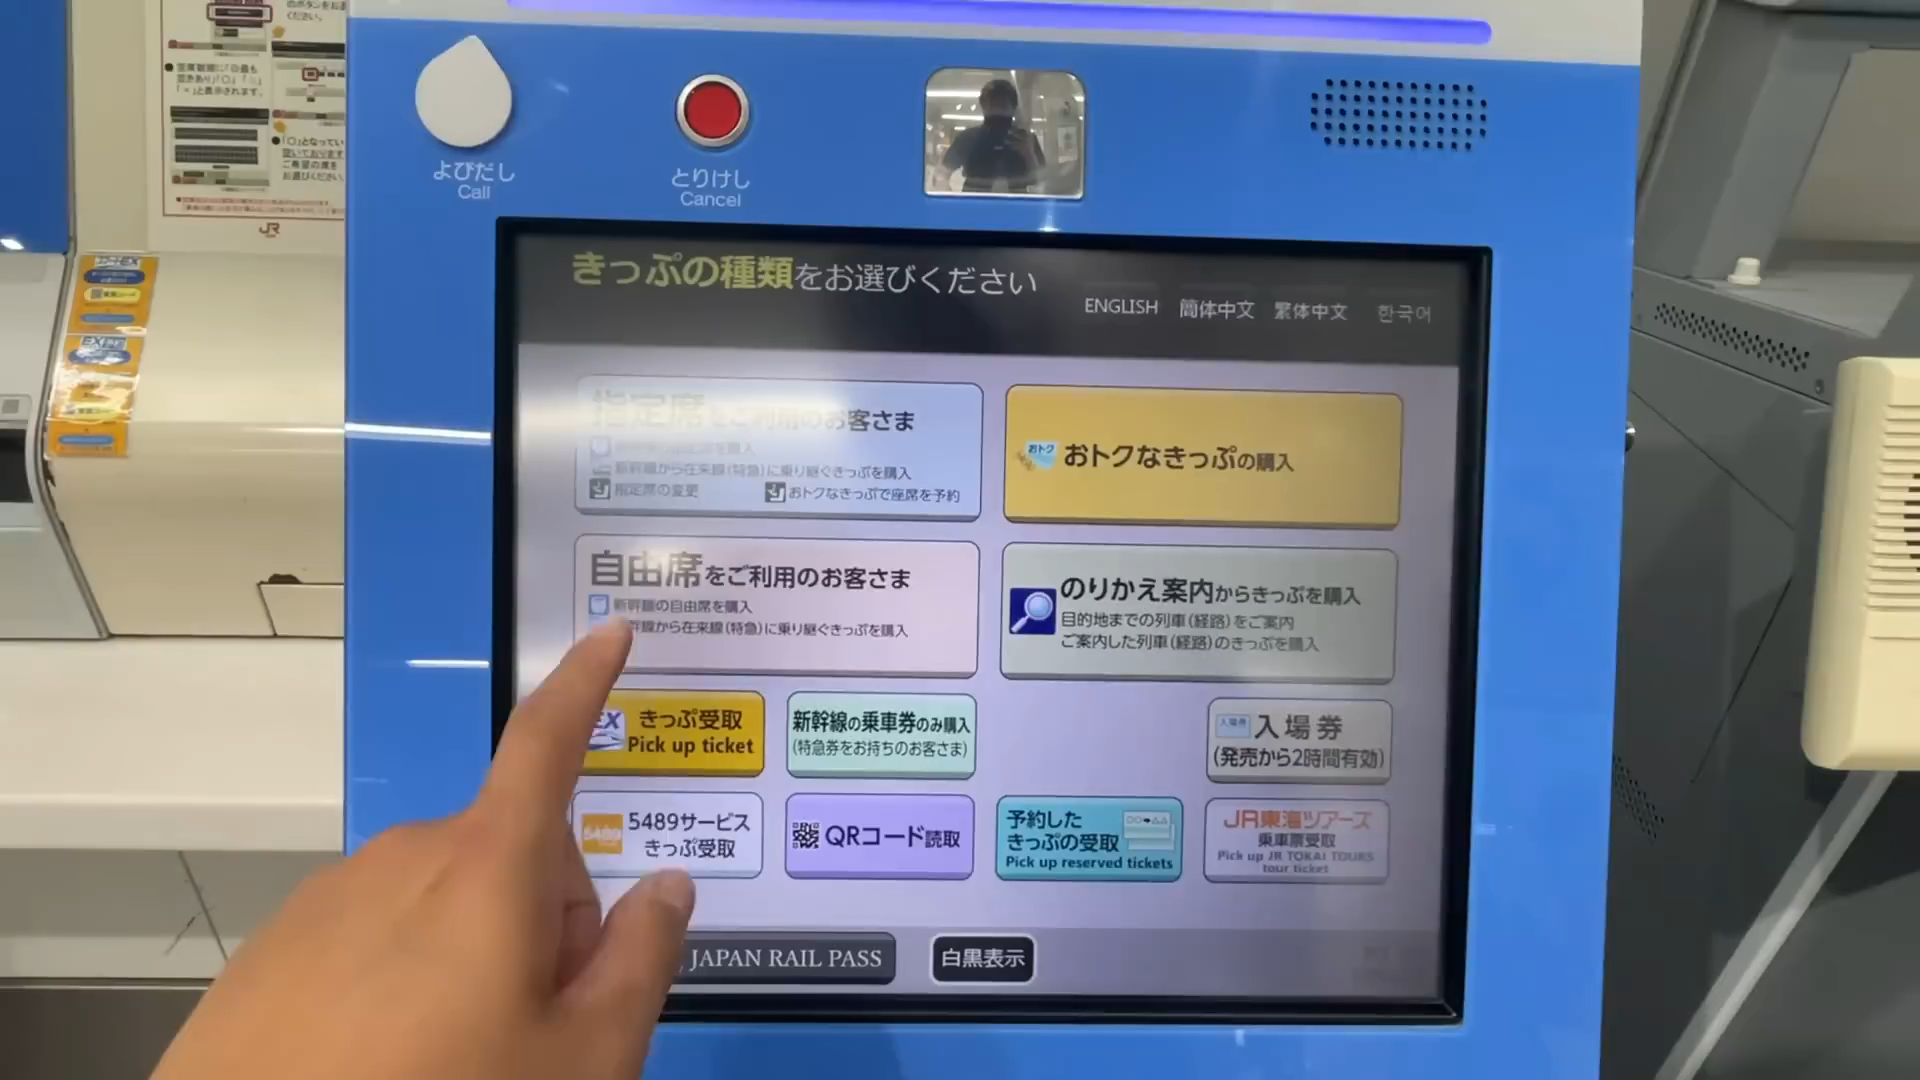 よびだし
Call
とりけし
Cancel
JR
きっぷの種類をお選びください
ENGLISH
简体中文
繁体中文
한국어
指定席をご利用のお客さま
新幹線から在来線(特急)に乗り継ぐきっぷを購入
指定席の変更
おトクなきっぷで座席を予約
おトク
おトクなきっぷの購入
自由席をご利用のお客さま
新幹線の自由席を購入
幹線から在来線(特急)に乗り継ぐきっぷを購入
のりかえ案内からきっぷを購入
目的地までの列車(経路)をご案内
ご案内した列車(経路)のきっぷを購入
EX
きっぷ受取
Pick up ticket
新幹線の乗車券のみ購入
(特急券をお持ちのお客さま)
入場券
入場券
(発売から2時間有効)
5489
5489サービス
きっぷ受取
QRコード読取
予約した
きっぷの受取
Pick up reserved tickets
JR東海ツアーズ
乗車票受取
Pick up JR TOKAI TOURS
tour ticket
JAPAN RAIL PASS
白黒表示